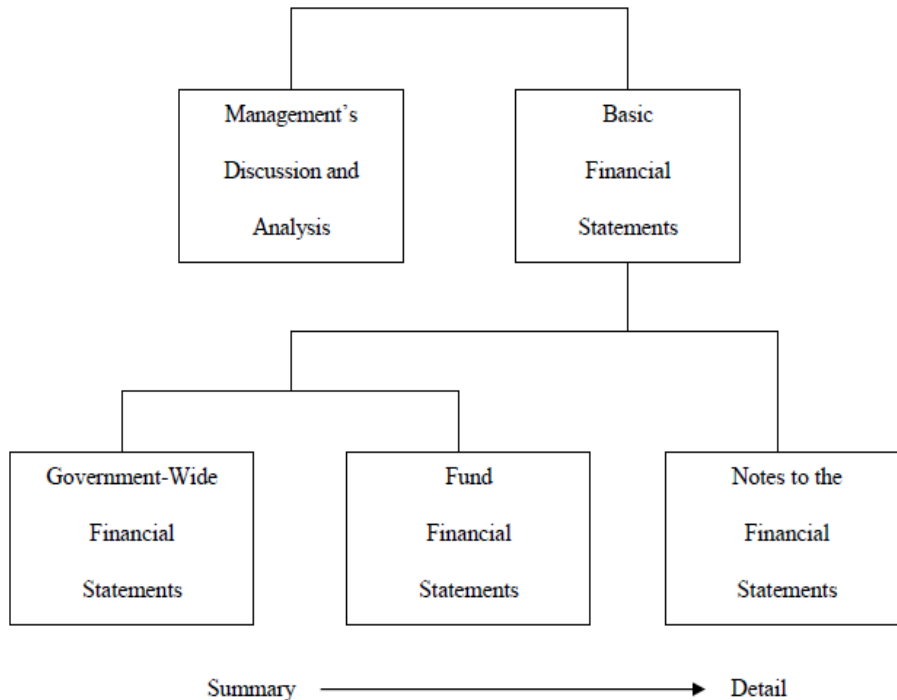 Management’s
Discussion and
Analysis
Basic
Financial
Statements
Government-Wide
Financial
Statements
Fund
Financial
Statements
Notes to the
Financial
Statements
Summary
Detail